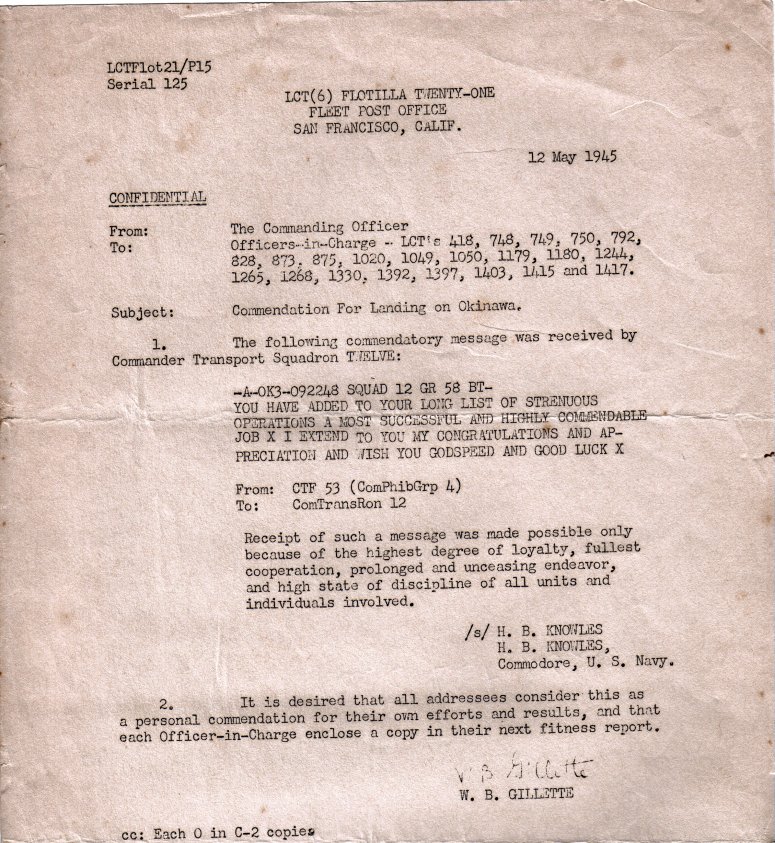 LCTFlot21/P15
Serial 125
LCT(6) FLOTILLA TWENTY-ONE
FLEET POST OFFICE
SAN FRANCISCO, CALIF.
12 May 1945
CONFIDENTIAL
From: The Commanding Officer
To: Officers-in-Charge - LCT's 418, 748, 749, 750, 792,
828, 873, 875, 1020, 1049, 1050, 1179, 1180, 1244,
1265, 1268, 1330, 1392, 1397, 1403, 1415 and 1417.
Subject: Commendation For Landing on Okinawa.
1. The following commendatory message was received by
Commander Transport Squadron TWELVE:
-A-OK3-092248 SQUAD 12 GR 58 BT-
YOU HAVE ADDED TO YOUR LONG LIST OF STRENUOUS
OPERATIONS A MOST SUCCESSFUL AND HIGHLY COMMENDABLE
JOB X I EXTEND TO YOU MY CONGRATULATIONS AND AP-
PRECIATION AND WISH YOU GODSPEED AND GOOD LUCK X
From: CTF 53 (ComPhibGrp 4)
To: ComTransRon 12
Receipt of such a message was made possible only
because of the highest degree of loyalty, fullest
cooperation, prolonged and unceasing endeavor,
and high state of discipline of all units and
individuals involved.
/s/ H. B. KNOWLES
H. B. KNOWLES,
Commodore, U. S. Navy.
2. It is desired that all addressees consider this as
a personal commendation for their own efforts and results, and that
each Officer-in-Charge enclose a copy in their next fitness report.
W B Gillette
W. B. GILLETTE
cc: Each O in C-2 copies